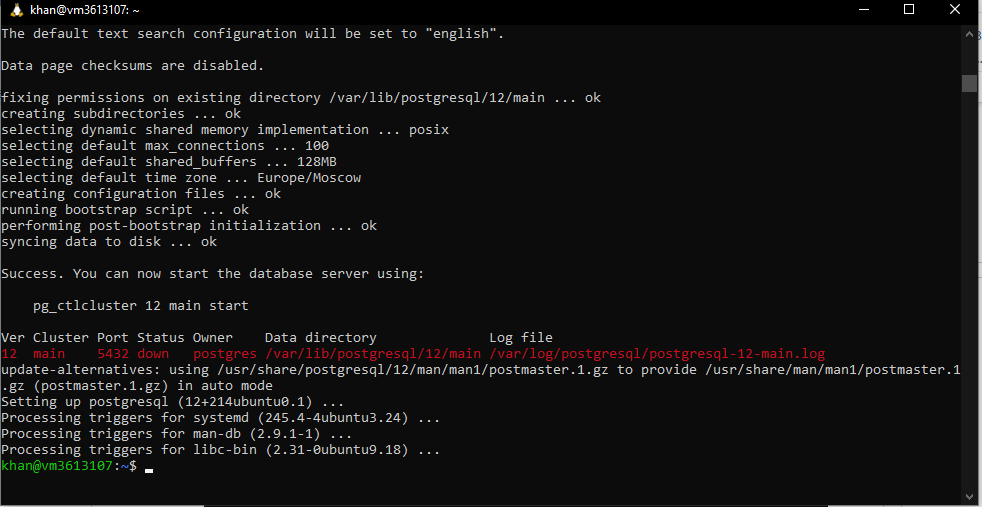 khan@vm3613107: ~
The default text search configuration will be set to "english".
Data page checksums are disabled.
fixing permissions on existing directory /var/lib/postgresql/12/main ... ok
creating subdirectories ... ok
selecting dynamic shared memory implementation ... posix
selecting default max_connections ... 100
selecting default shared_buffers ... 128MB
selecting default time zone ... Europe/Moscow
creating configuration files ... ok
running bootstrap script ... ok
performing post-bootstrap initialization ... ok
syncing data to disk ... ok
Success. You can now start the database server using:
    pg_ctlcluster 12 main start
Ver Cluster Port Status Owner    Data directory              Log file
12  main    5432 down   postgres /var/lib/postgresql/12/main /var/log/postgresql/postgresql-12-main.log
update-alternatives: using /usr/share/postgresql/12/man/man1/postmaster.1.gz to provide /usr/share/man/man1/postmaster.1
.gz (postmaster.1.gz) in auto mode
Setting up postgresql (12+214ubuntu0.1) ...
Processing triggers for systemd (245.4-4ubuntu3.24) ...
Processing triggers for man-db (2.9.1-1) ...
Processing triggers for libc-bin (2.31-0ubuntu9.18) ...
khan@vm3613107:~$